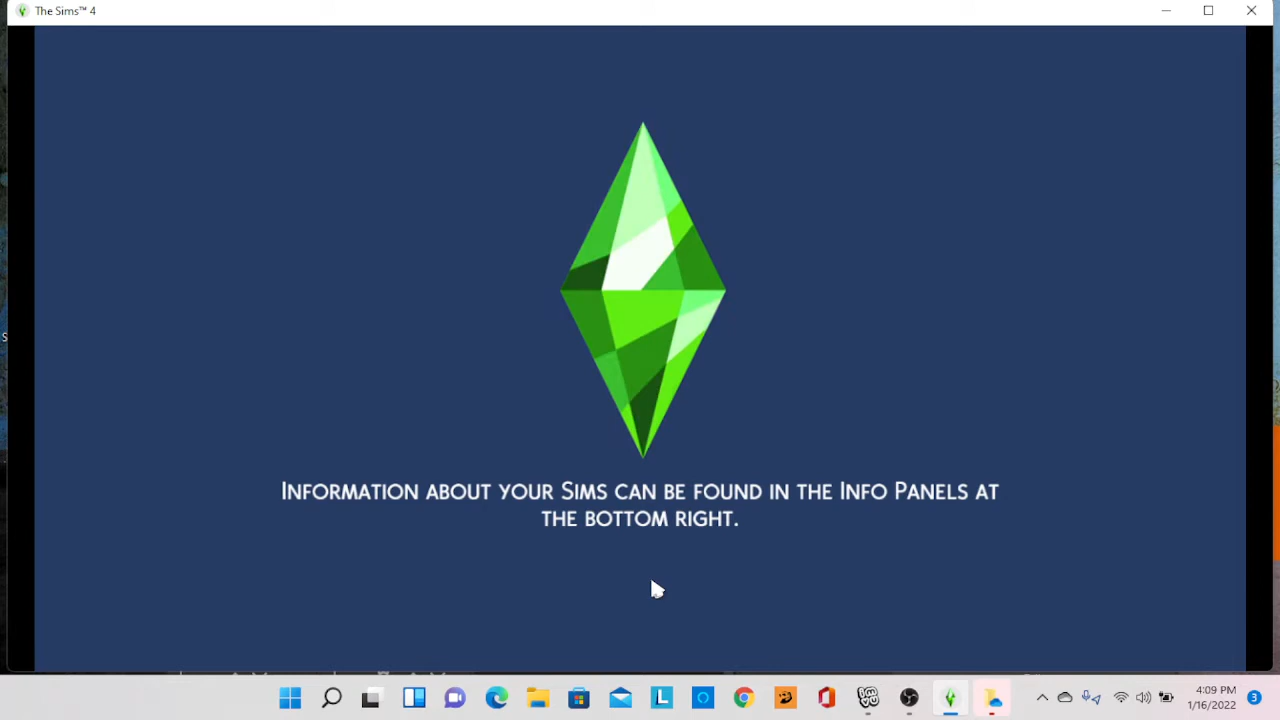 The Sims™ 4
INFORMATION ABOUT YOUR SIMS CAN BE FOUND IN THE INFO PANELS AT
THE BOTTOM RIGHT.
4:09 PM
1/16/2022
3